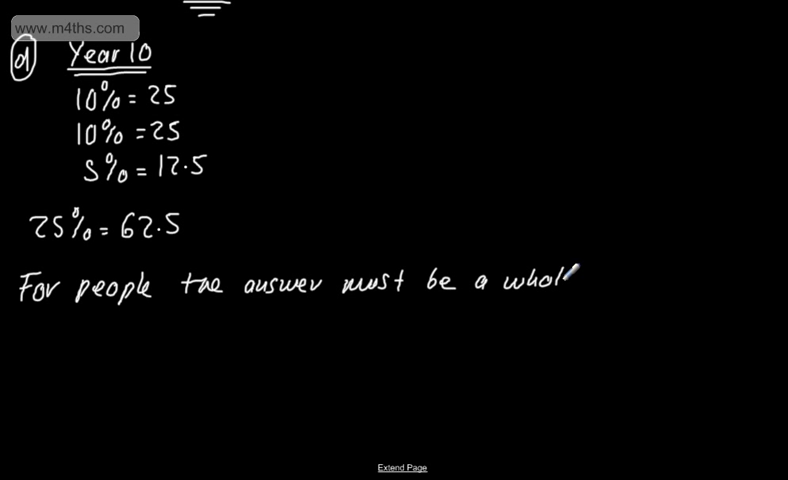 www.m4ths.com
d) Year 10
10% = 25
10% = 25
5% = 12.5
25% = 62.5
For people the answer must be a whol
Extend Page